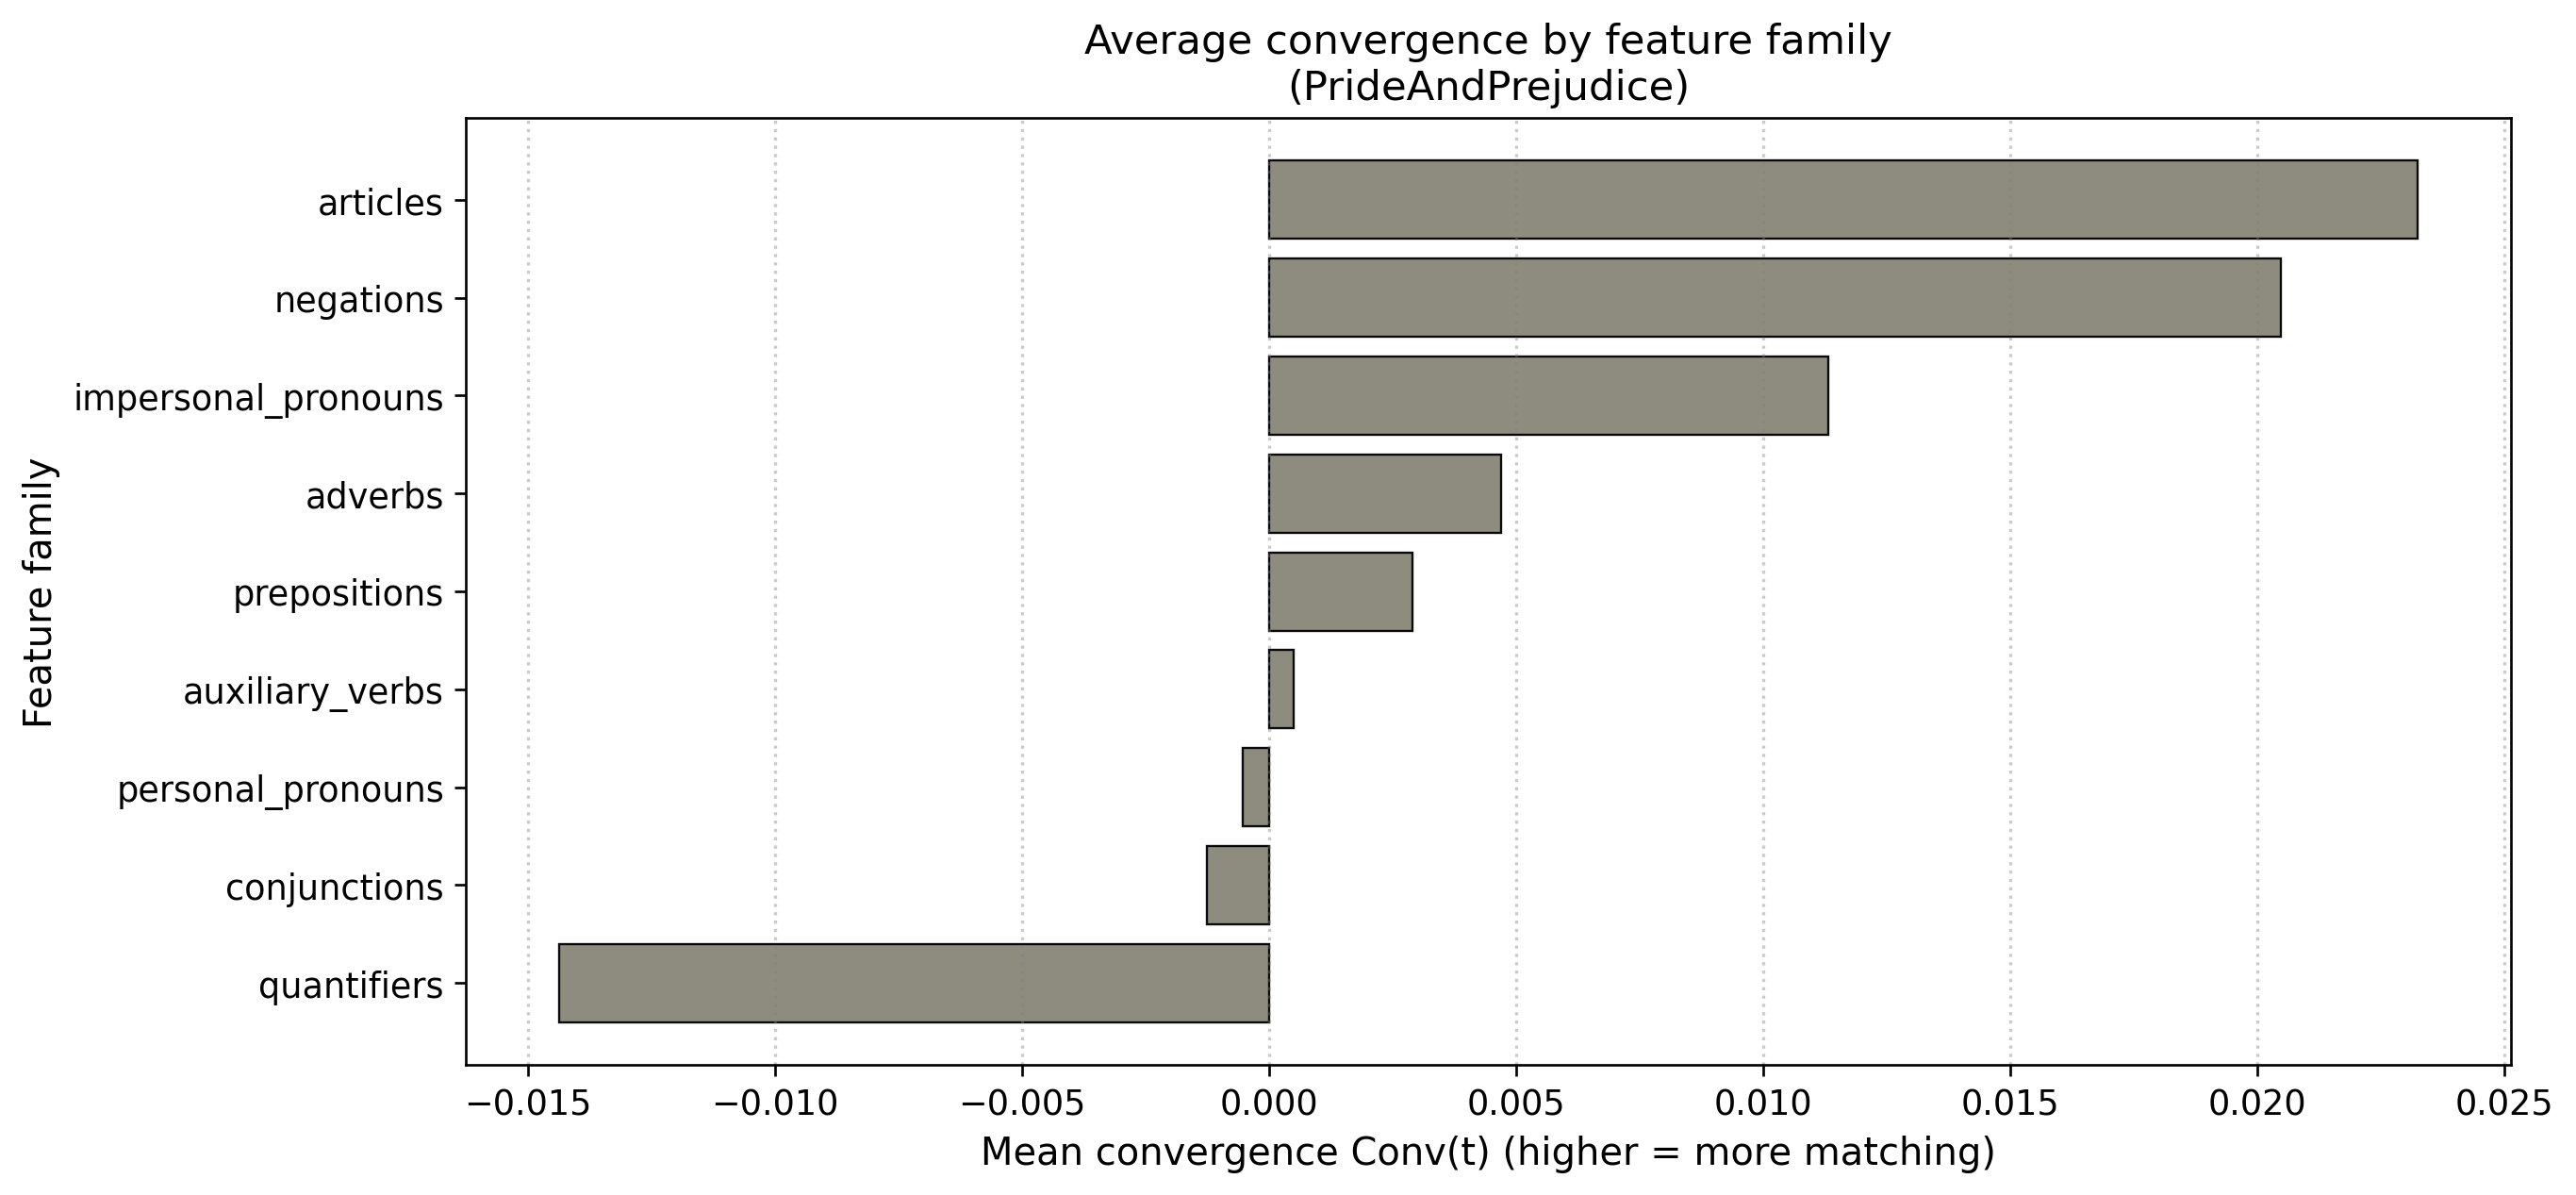 Average convergence by feature family
(PrideAndPrejudice)
Feature family
articles
negations
impersonal_pronouns
adverbs
prepositions
auxiliary_verbs
personal_pronouns
conjunctions
quantifiers
−0.015 −0.010 −0.005 0.000 0.005 0.010 0.015 0.020 0.025
Mean convergence Conv(t) (higher = more matching)